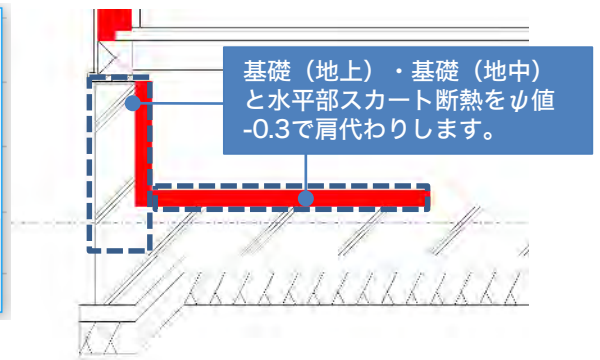 基礎（地上）・基礎（地中）
と水平部スカート断熱をψ値
-0.3で肩代わりします。